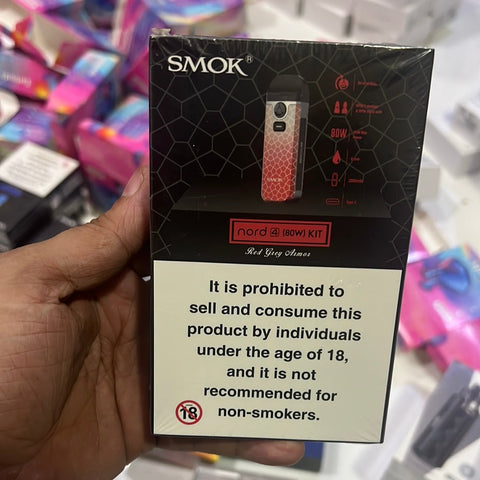 SMOK®
80W
SMOK
nord 4 (80W) KIT
Red Grey Armor
It is prohibited to
sell and consume this
product by individuals
under the age of 18,
and it is not
recommended for
non-smokers.
18